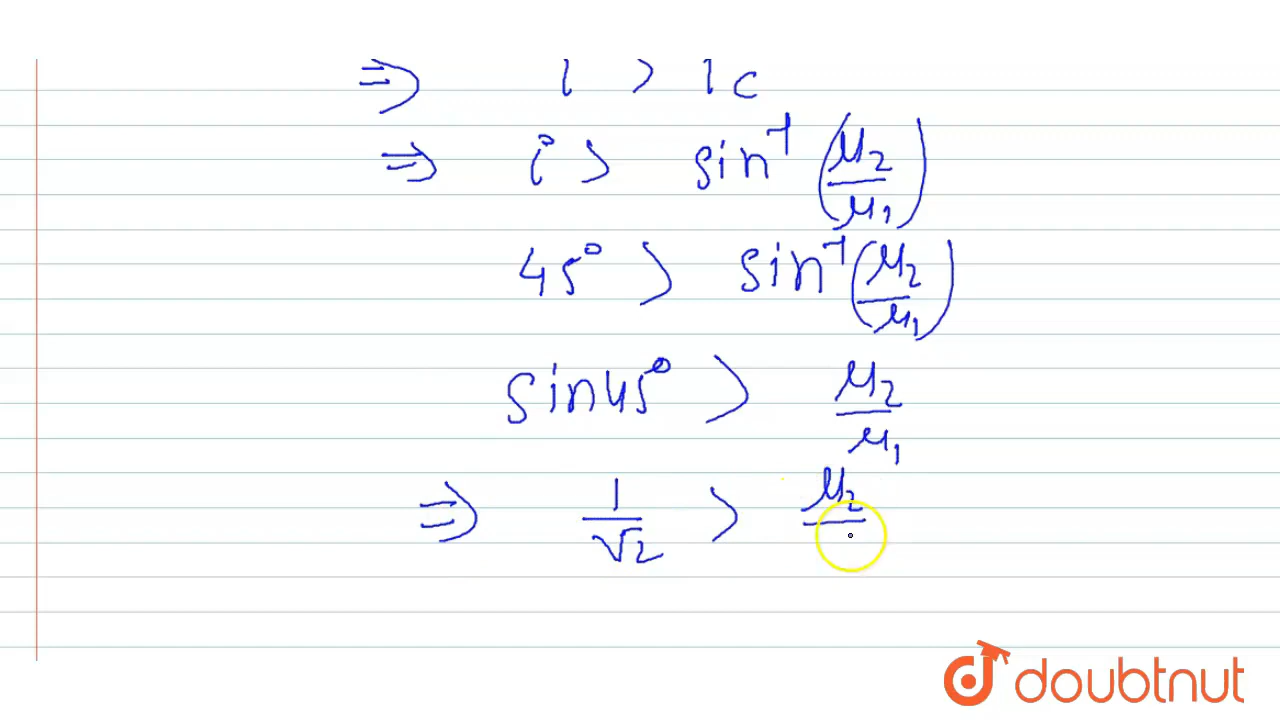 ⇒ i > ic
⇒ i > sin⁻¹ (μ₂/μ₁)
45° > sin⁻¹ (μ₂/μ₁)
sin45° > μ₂/μ₁
⇒ 1/√2 > μ₂/
doubtnut